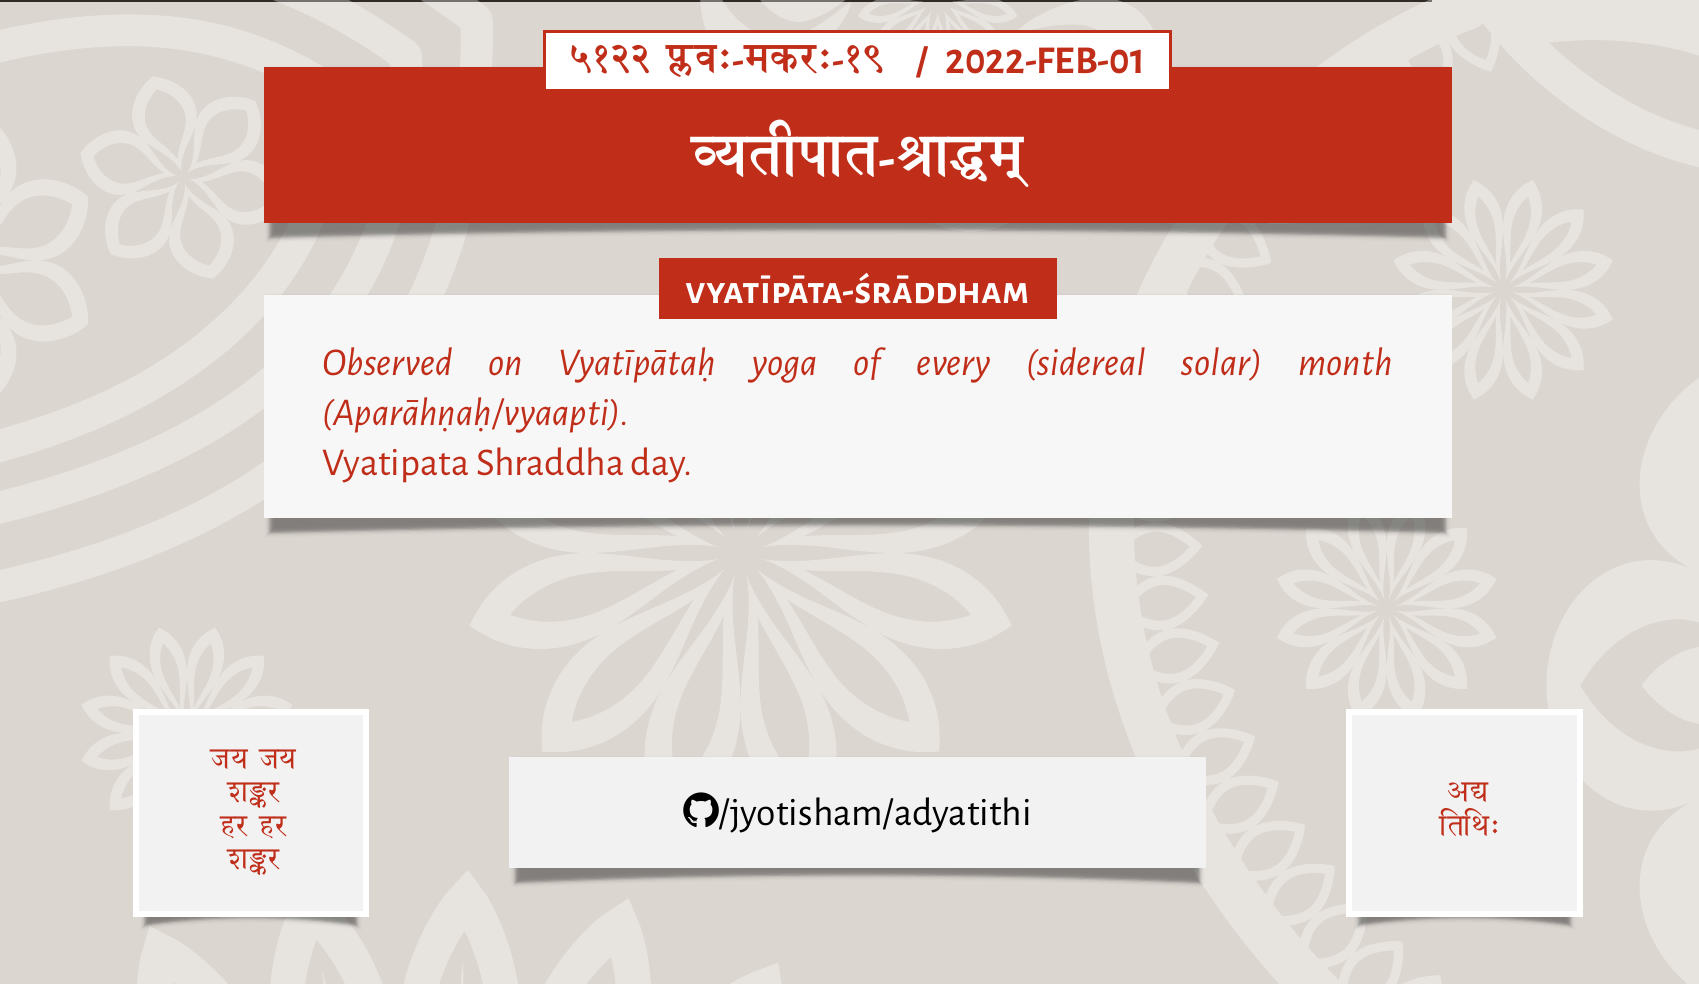 ५१२२ प्लवः-मकरः-१९ / 2022-FEB-01
व्यतीपात-श्राद्धम्
VYATĪPĀTA-ŚRĀDDHAM
Observed on Vyatīpātaḥ yoga of every (sidereal solar) month
(Aparāhṇaḥ/vyaapti).
Vyatipata Shraddha day.
जय जय
शङ्कर
हर हर
शङ्कर
/jyotisham/adyatithi
अद्य
तिथिः